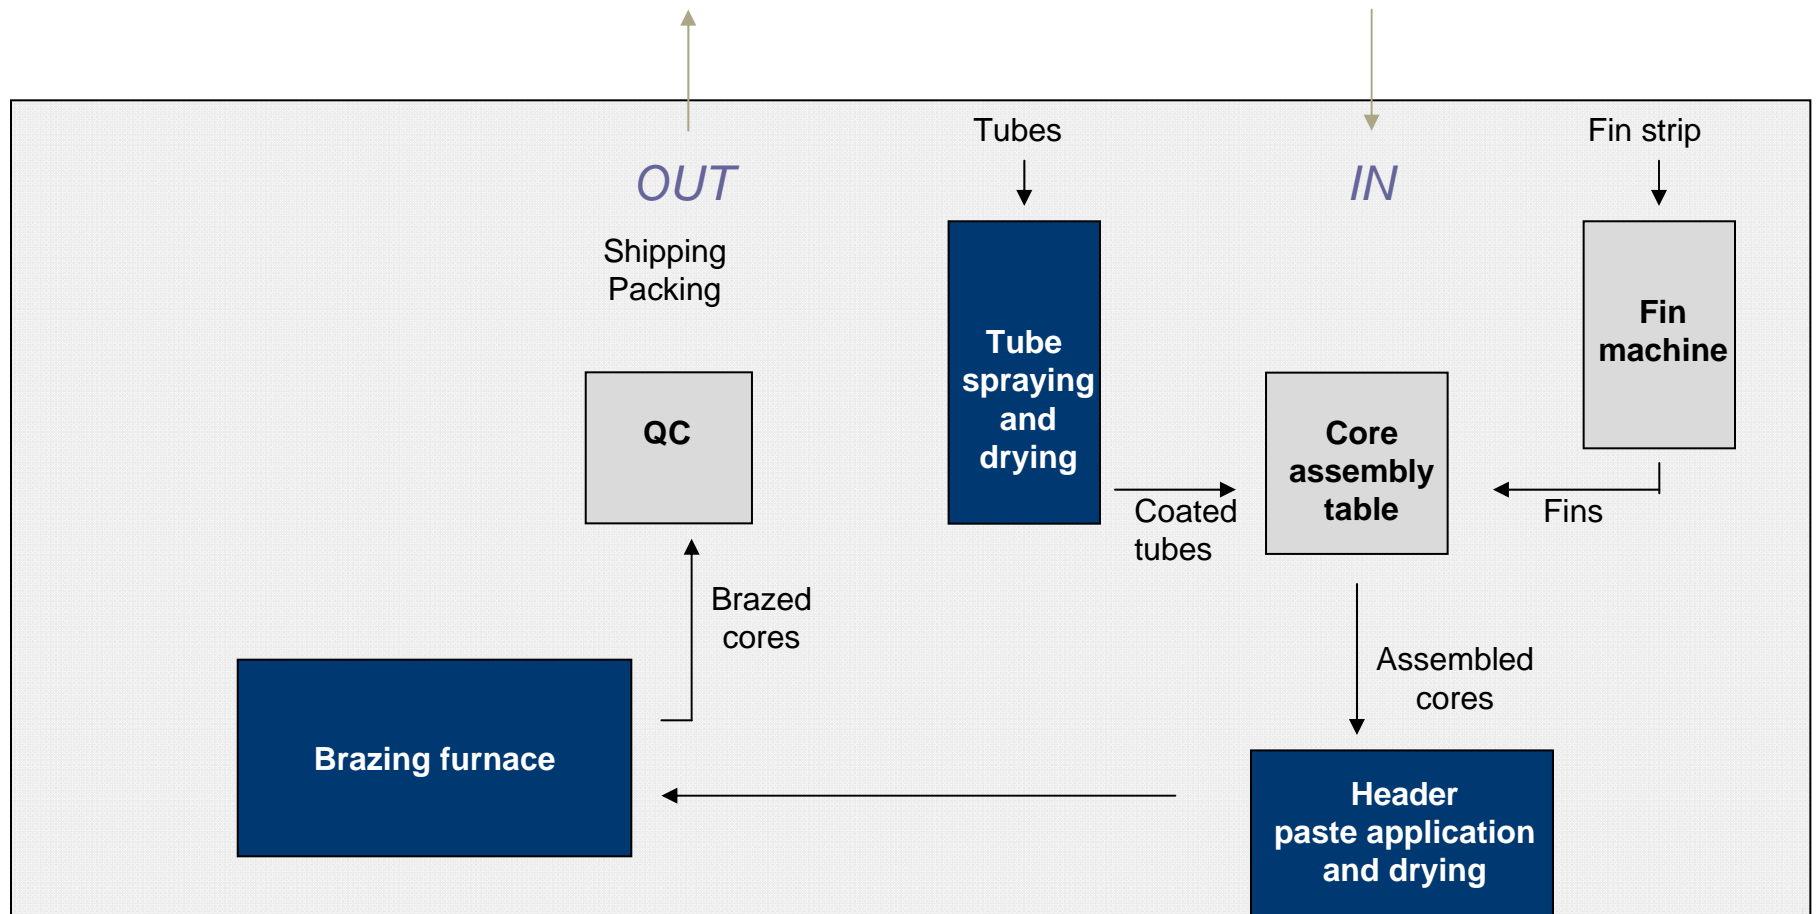 Tubes
Fin strip
OUT
IN
Shipping
Packing
Tube
spraying
and
drying
Fin
machine
QC
Core
assembly
table
Coated
tubes
Fins
Brazed
cores
Assembled
cores
Brazing furnace
Header
paste application
and drying